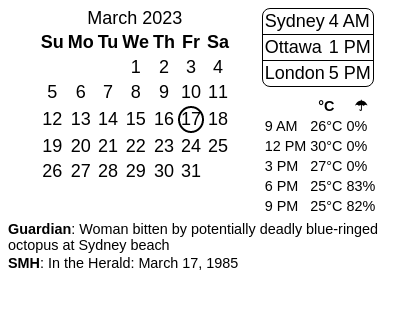 March 2023
Su Mo Tu We Th Fr Sa
1 2 3 4
5 6 7 8 9 10 11
12 13 14 15 16 17 18
19 20 21 22 23 24 25
26 27 28 29 30 31
Sydney 4 AM
Ottawa 1 PM
London 5 PM
°C ☂
9 AM 26°C 0%
12 PM 30°C 0%
3 PM 27°C 0%
6 PM 25°C 83%
9 PM 25°C 82%
Guardian: Woman bitten by potentially deadly blue-ringed
octopus at Sydney beach
SMH: In the Herald: March 17, 1985